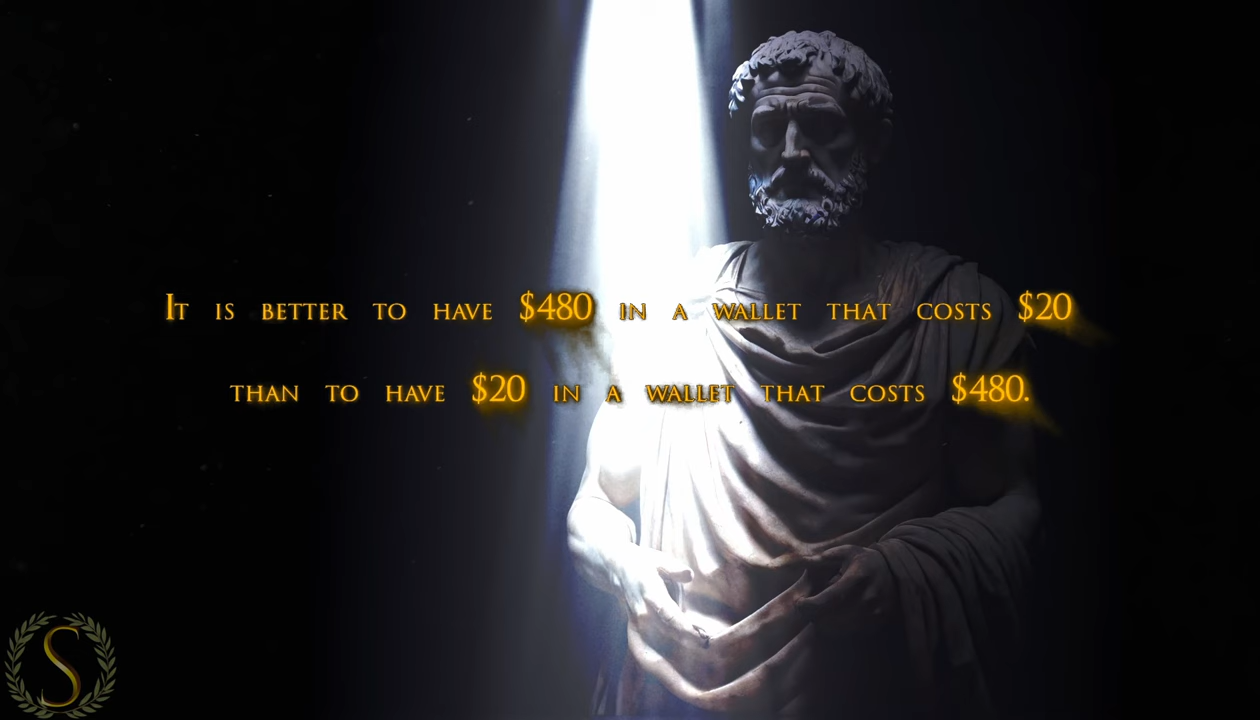 It is better to have $480 in a wallet that costs $20
than to have $20 in a wallet that costs $480.
S